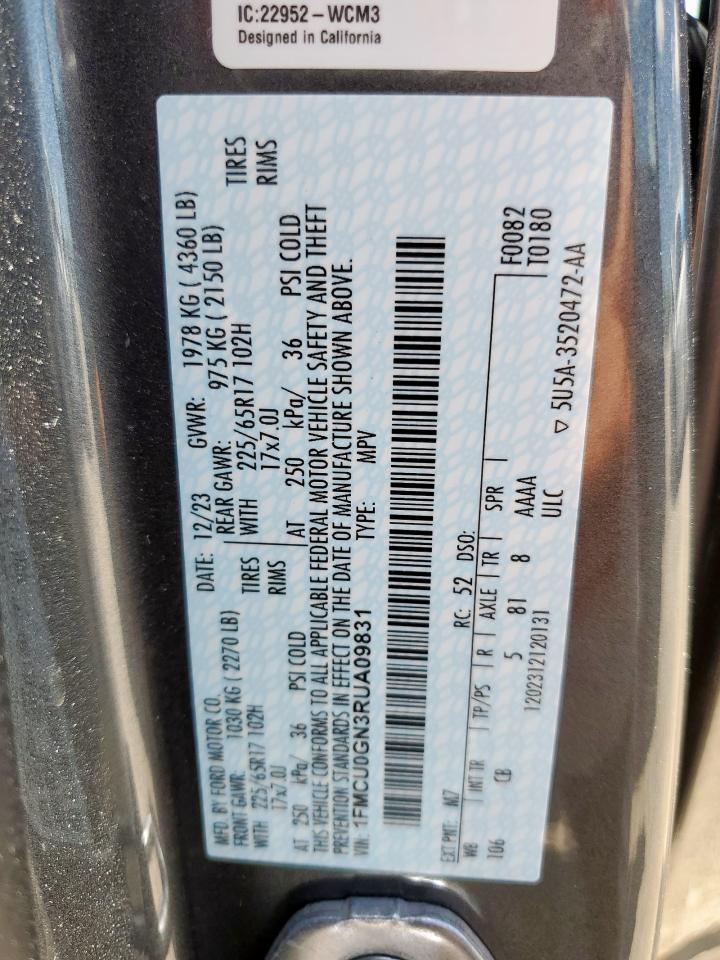 IC:22952-WCM3
Designed in California
MFD. BY FORD MOTOR CO.
DATE: 12/23
GVWR: 1978 KG ( 4360 LB)
FRONT GAWR: 1030 KG ( 2270 LB)
REAR GAWR: 975 KG ( 2150 LB)
WITH 225/65R17 102H TIRES
WITH 225/65R17 102H TIRES
17x7.0J RIMS
17x7.0J RIMS
AT 250 kPa/ 36 PSI COLD
AT 250 kPa/ 36 PSI COLD
THIS VEHICLE CONFORMS TO ALL APPLICABLE FEDERAL MOTOR VEHICLE SAFETY AND THEFT
PREVENTION STANDARDS IN EFFECT ON THE DATE OF MANUFACTURE SHOWN ABOVE.
VIN: 1FMCU0GN3RUA09831
TYPE: MPV
F0082
T0180
EXT PNT: M7 RC: 52 DSO:
WB INT TR TP/PS R AXLE TR SPR
106 CB 5 81 8 AAAA
ULC
1202312120131
▽ 5U5A-3520472-AA